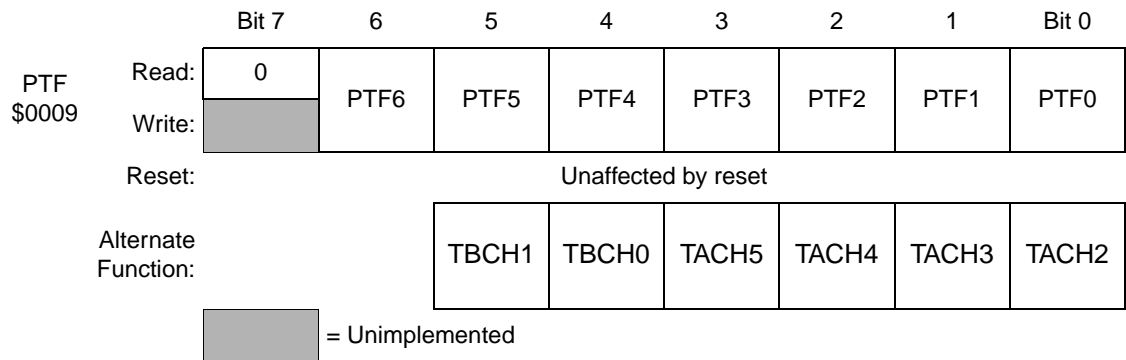 Bit 7 6 5 4 3 2 1 Bit 0
PTF
$0009
Read: 0
PTF6 PTF5 PTF4 PTF3 PTF2 PTF1 PTF0
Write:
Reset: Unaffected by reset
Alternate
Function:
TBCH1 TBCH0 TACH5 TACH4 TACH3 TACH2
= Unimplemented